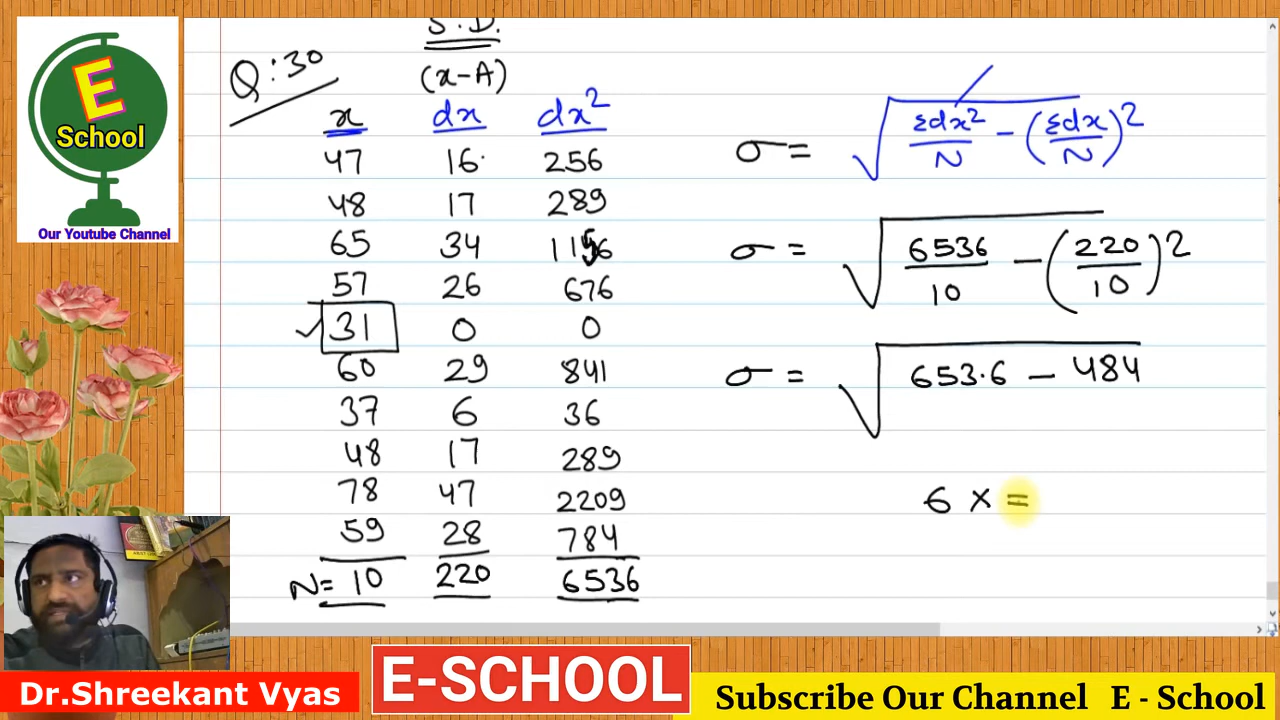 E
School
Our Youtube Channel
S.D.
Q:30
(x-A)
x dx dx²
47 16 256
48 17 289
65 34 1156
57 26 676
31 0 0
60 29 841
37 6 36
48 17 289
78 47 2209
59 28 784
N= 10 220 6536
σ = √ Σdx²/N − (Σdx/N)²
σ = √ 6536/10 − (220/10)²
σ = √ 653.6 − 484
6 × =
Dr.Shreekant Vyas
E-SCHOOL
Subscribe Our Channel E - School